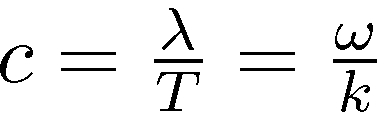 c = λ/T = ω/k